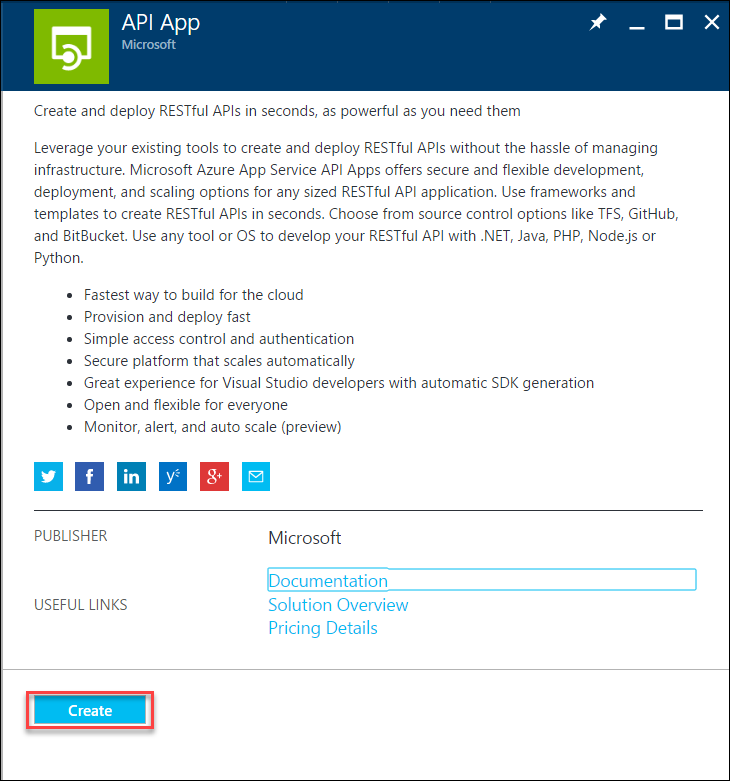 API App
Microsoft
Create and deploy RESTful APIs in seconds, as powerful as you need them
Leverage your existing tools to create and deploy RESTful APIs without the hassle of managing
infrastructure. Microsoft Azure App Service API Apps offers secure and flexible development,
deployment, and scaling options for any sized RESTful API application. Use frameworks and
templates to create RESTful APIs in seconds. Choose from source control options like TFS, GitHub,
and BitBucket. Use any tool or OS to develop your RESTful API with .NET, Java, PHP, Node.js or
Python.
• Fastest way to build for the cloud
• Provision and deploy fast
• Simple access control and authentication
• Secure platform that scales automatically
• Great experience for Visual Studio developers with automatic SDK generation
• Open and flexible for everyone
• Monitor, alert, and auto scale (preview)
f in y g+
PUBLISHER Microsoft
Documentation
USEFUL LINKS Solution Overview
Pricing Details
Create